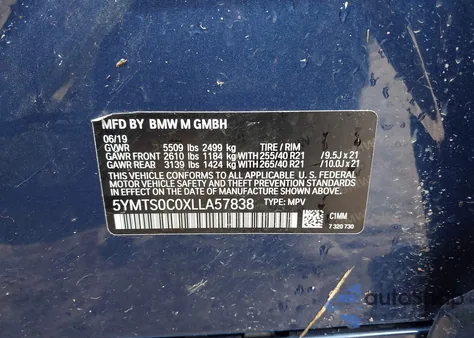 MFD BY BMW M GMBH
06/19
GVWR 5509 lbs 2499 kg TIRE / RIM
GAWR FRONT 2610 lbs 1184 kg WITH 255/40 R21 /9.5J x 21
GAWR REAR 3139 lbs 1424 kg WITH 265/40 R21 /10.0J x 21
THIS VEHICLE CONFORMS TO ALL APPLICABLE
FEDERAL MOTOR VEHICLE SAFETY, BUMPER AND
THEFT PREVENTION STANDARDS IN EFFECT ON THE
DATE OF MANUFACTURE SHOWN ABOVE.
5YMTS0C0XLLA57838 TYPE: MPV
C1MM
7 320 730